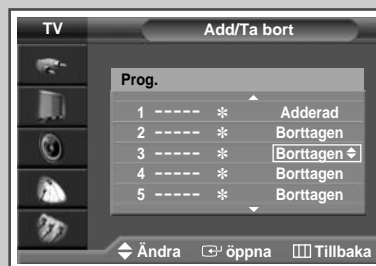 TV Add/Ta bort
Prog.
1 ----- ✻ Adderad
2 ----- ✻ Borttagen
3 ----- ✻ Borttagen
4 ----- ✻ Borttagen
5 ----- ✻ Borttagen
Ändra öppna Tillbaka